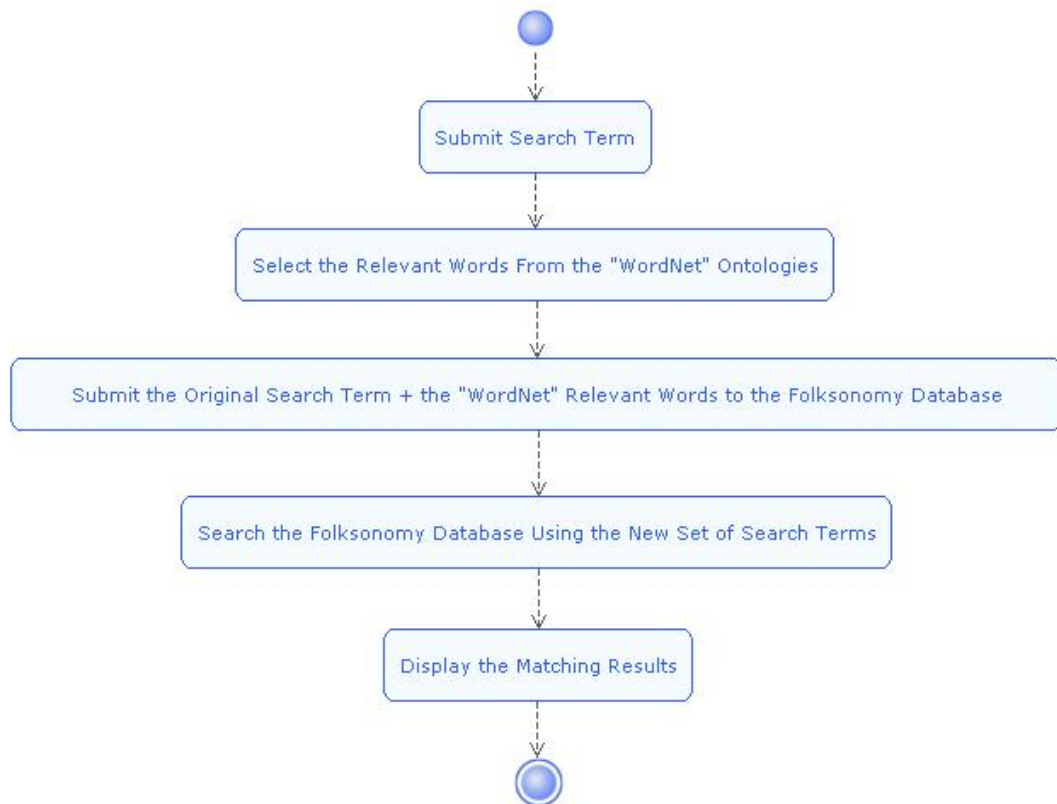 Submit Search Term
Select the Relevant Words From the "WordNet" Ontologies
Submit the Original Search Term + the "WordNet" Relevant Words to the Folksonomy Database
Search the Folksonomy Database Using the New Set of Search Terms
Display the Matching Results